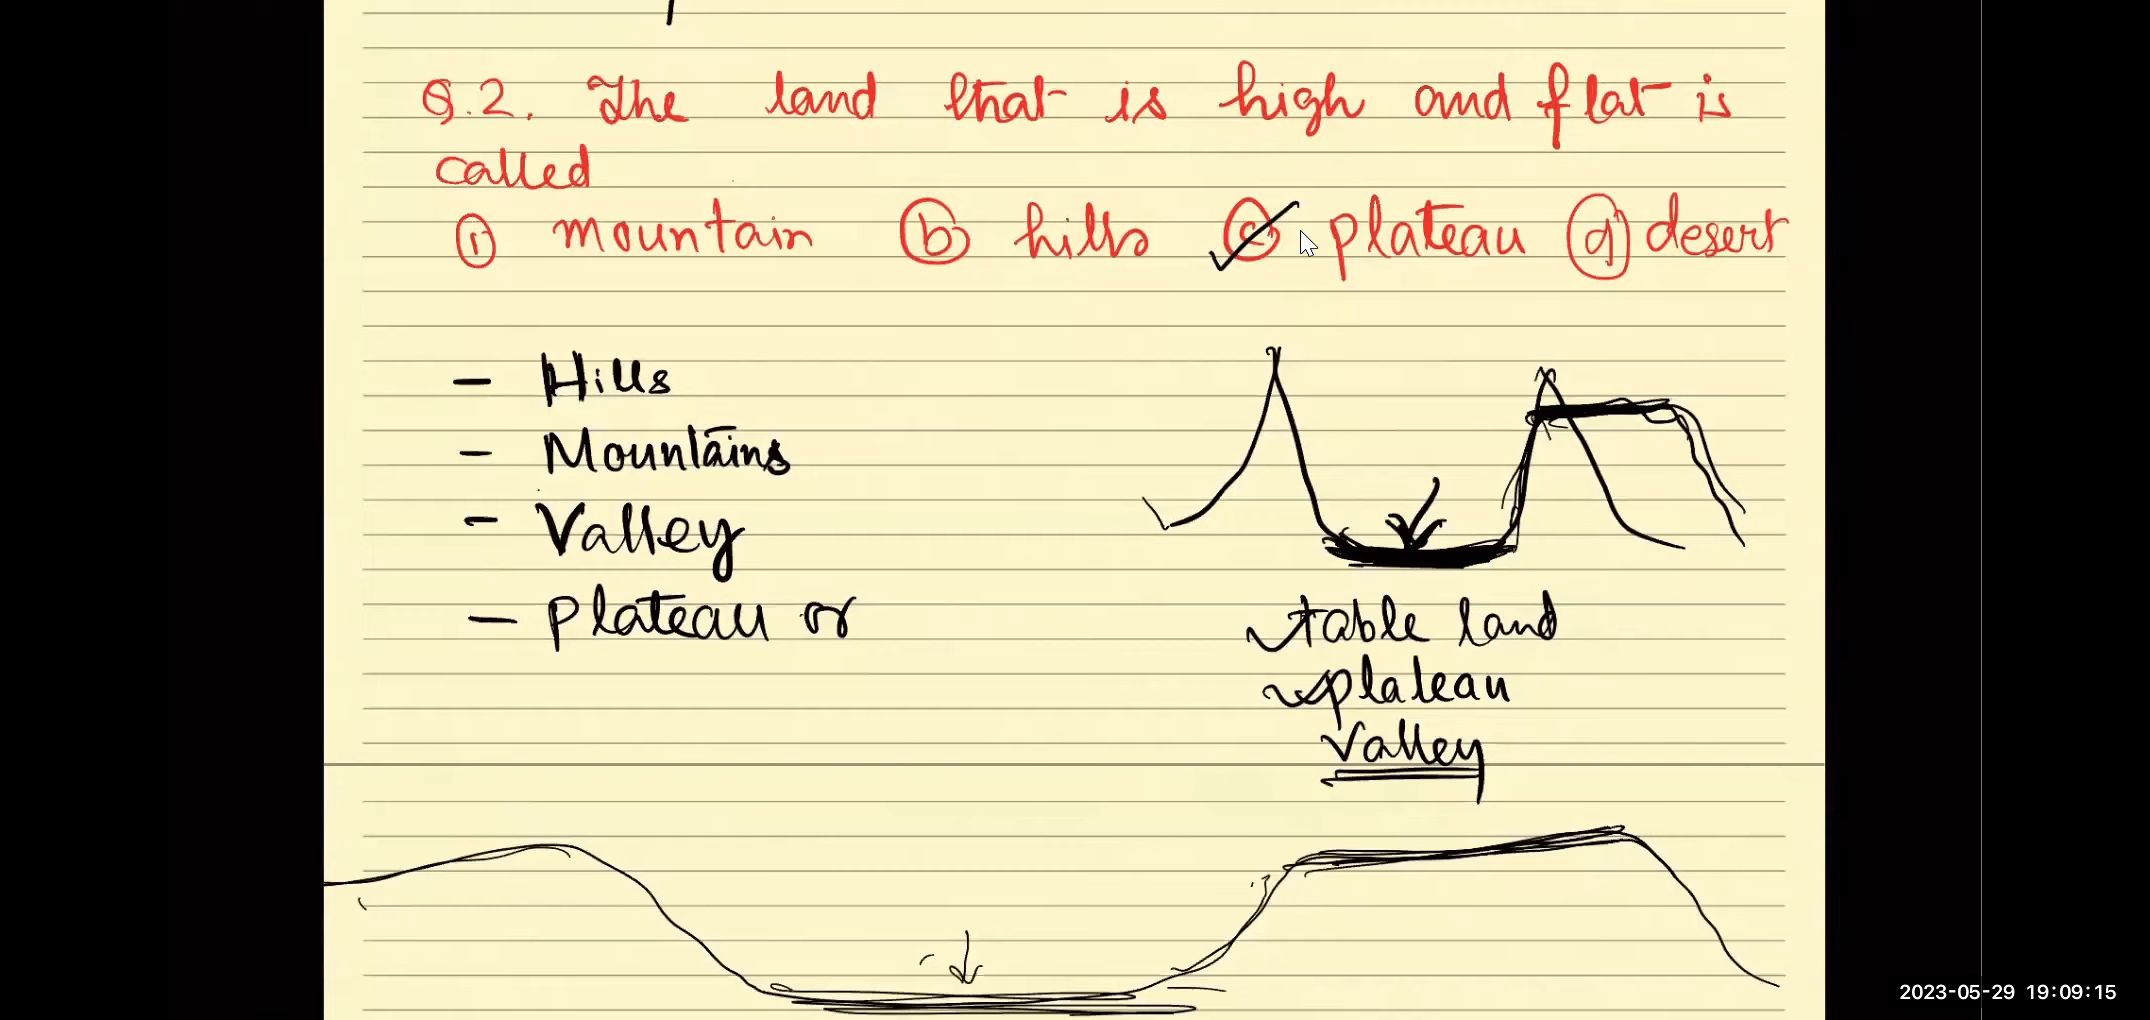 Q.2. The land that is high and flat is
called
① mountain ⓑ hills ⓒ plateau ⓓ desert
- Hills
- Mountains
- Valley
- Plateau or
table land
plateau
Valley
2023-05-29 19:09:15